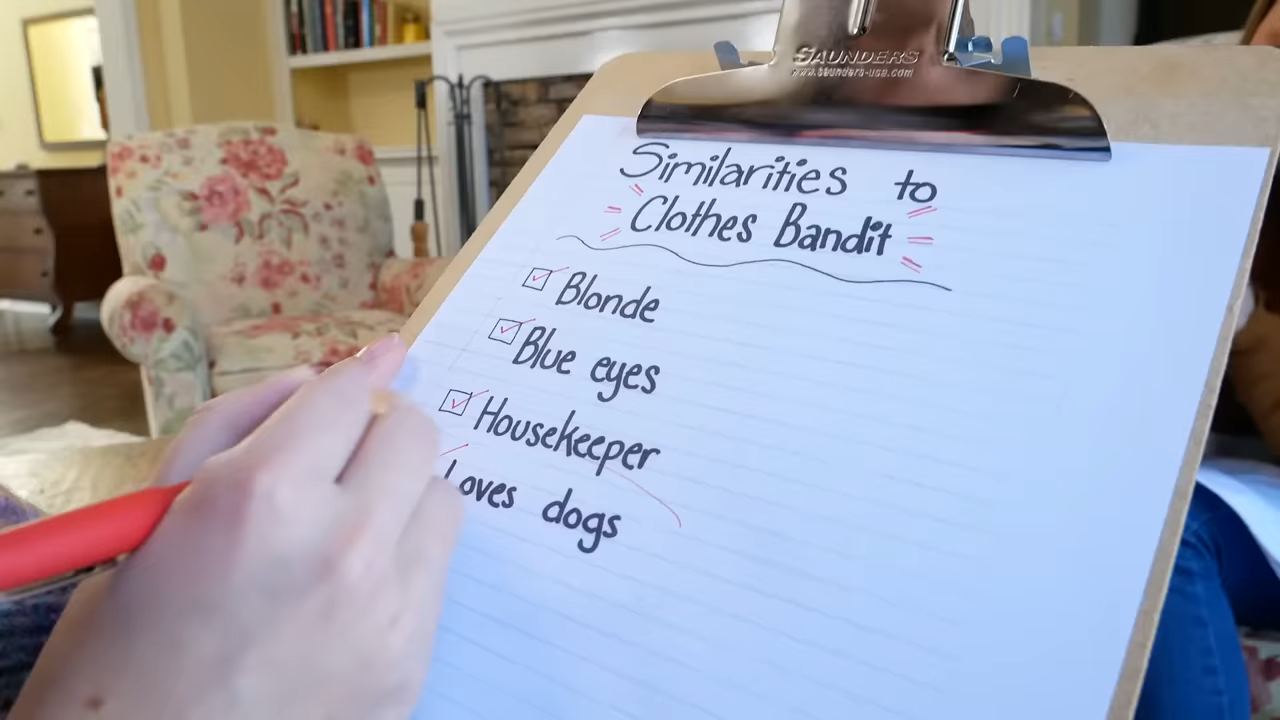 SAUNDERS
www.saunders-usa.com
Similarities to
Clothes Bandit
Blonde
Blue eyes
Housekeeper
Loves dogs